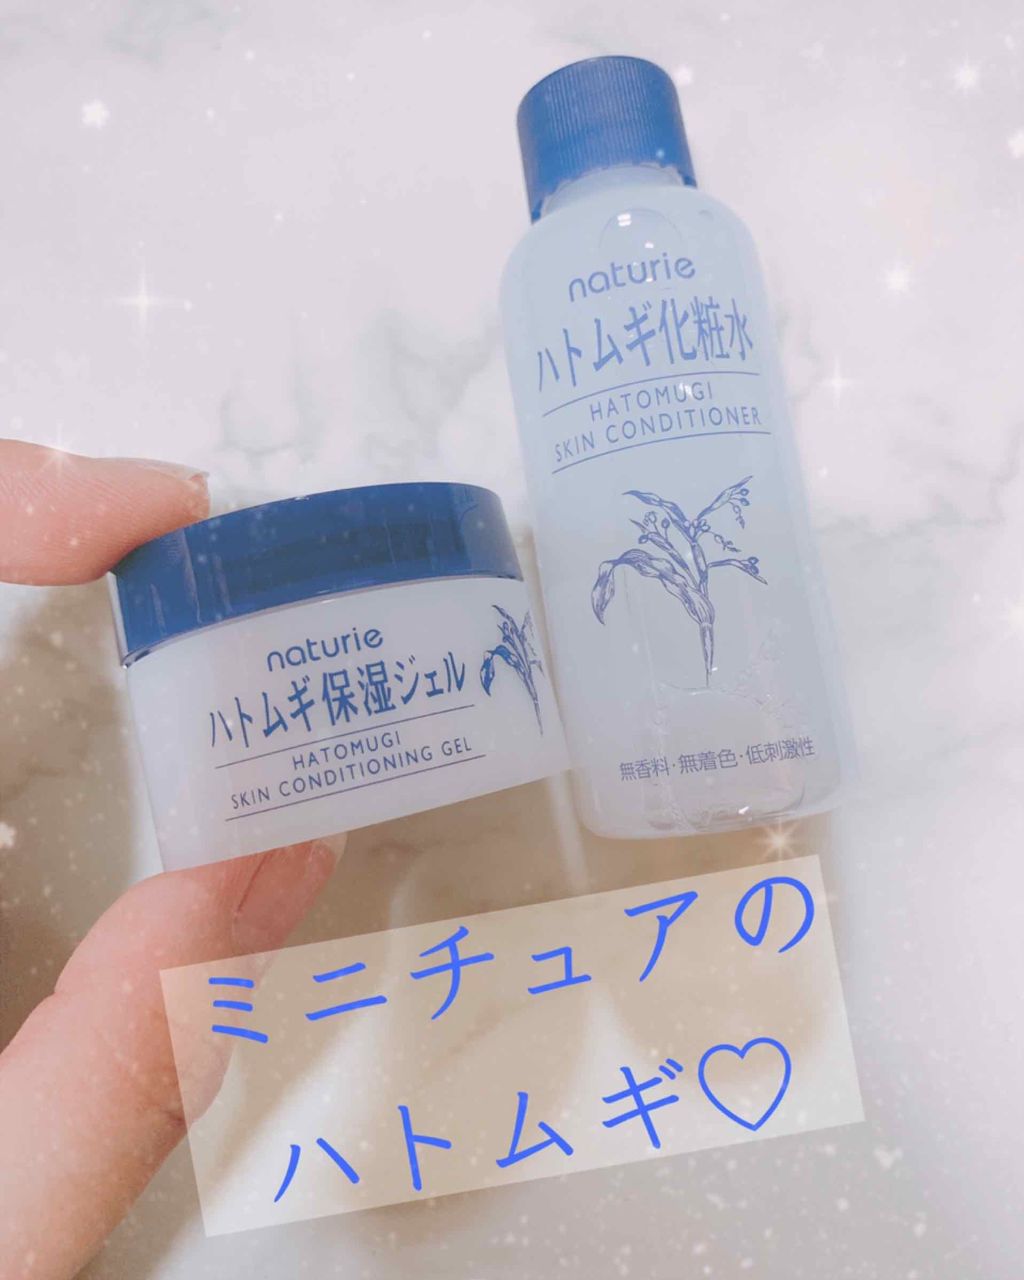 naturie
ハトムギ化粧水
HATOMUGI
SKIN CONDITIONER
無香料・無着色・低刺激性
naturie
ハトムギ保湿ジェル
HATOMUGI
SKIN CONDITIONING GEL
ミニチュアの
ハトムギ♡